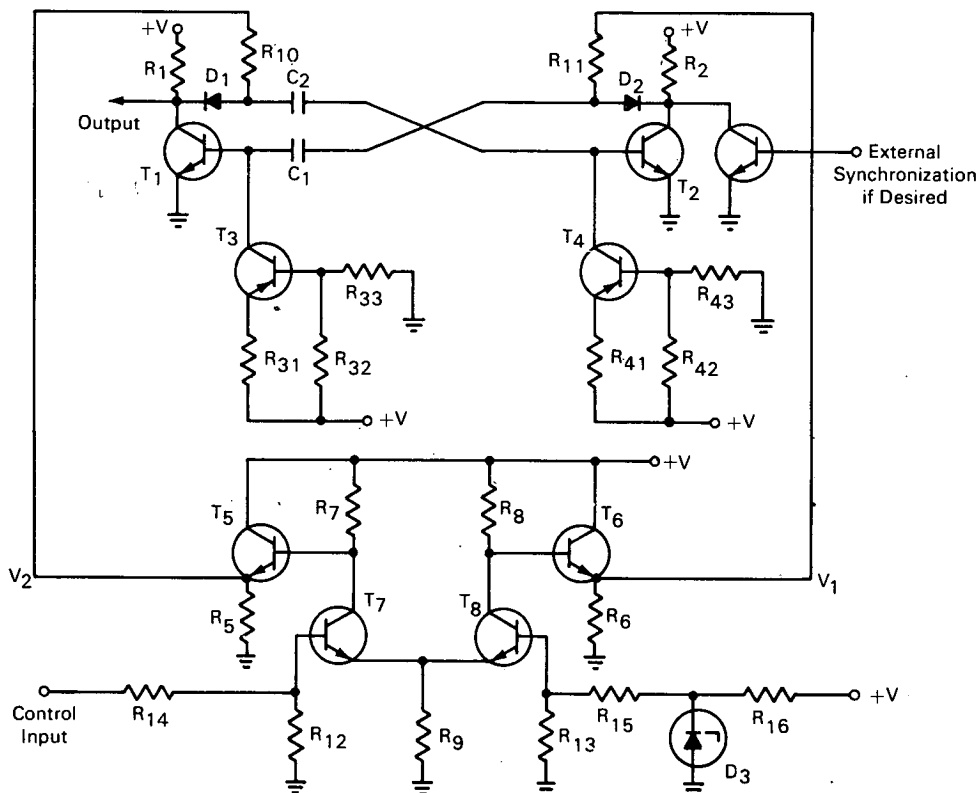 +V
R1
D1
R10
C2
R11
D2
+V
R2
Output
T1
C1
T2
External
Synchronization
if Desired
T3
R33
R31
R32
+V
T4
R43
R41
R42
+V
+V
T5
R7
R8
T6
V2
V1
R5
T7
T8
R6
Control
Input
R14
R12
R9
R13
R15
R16
+V
D3